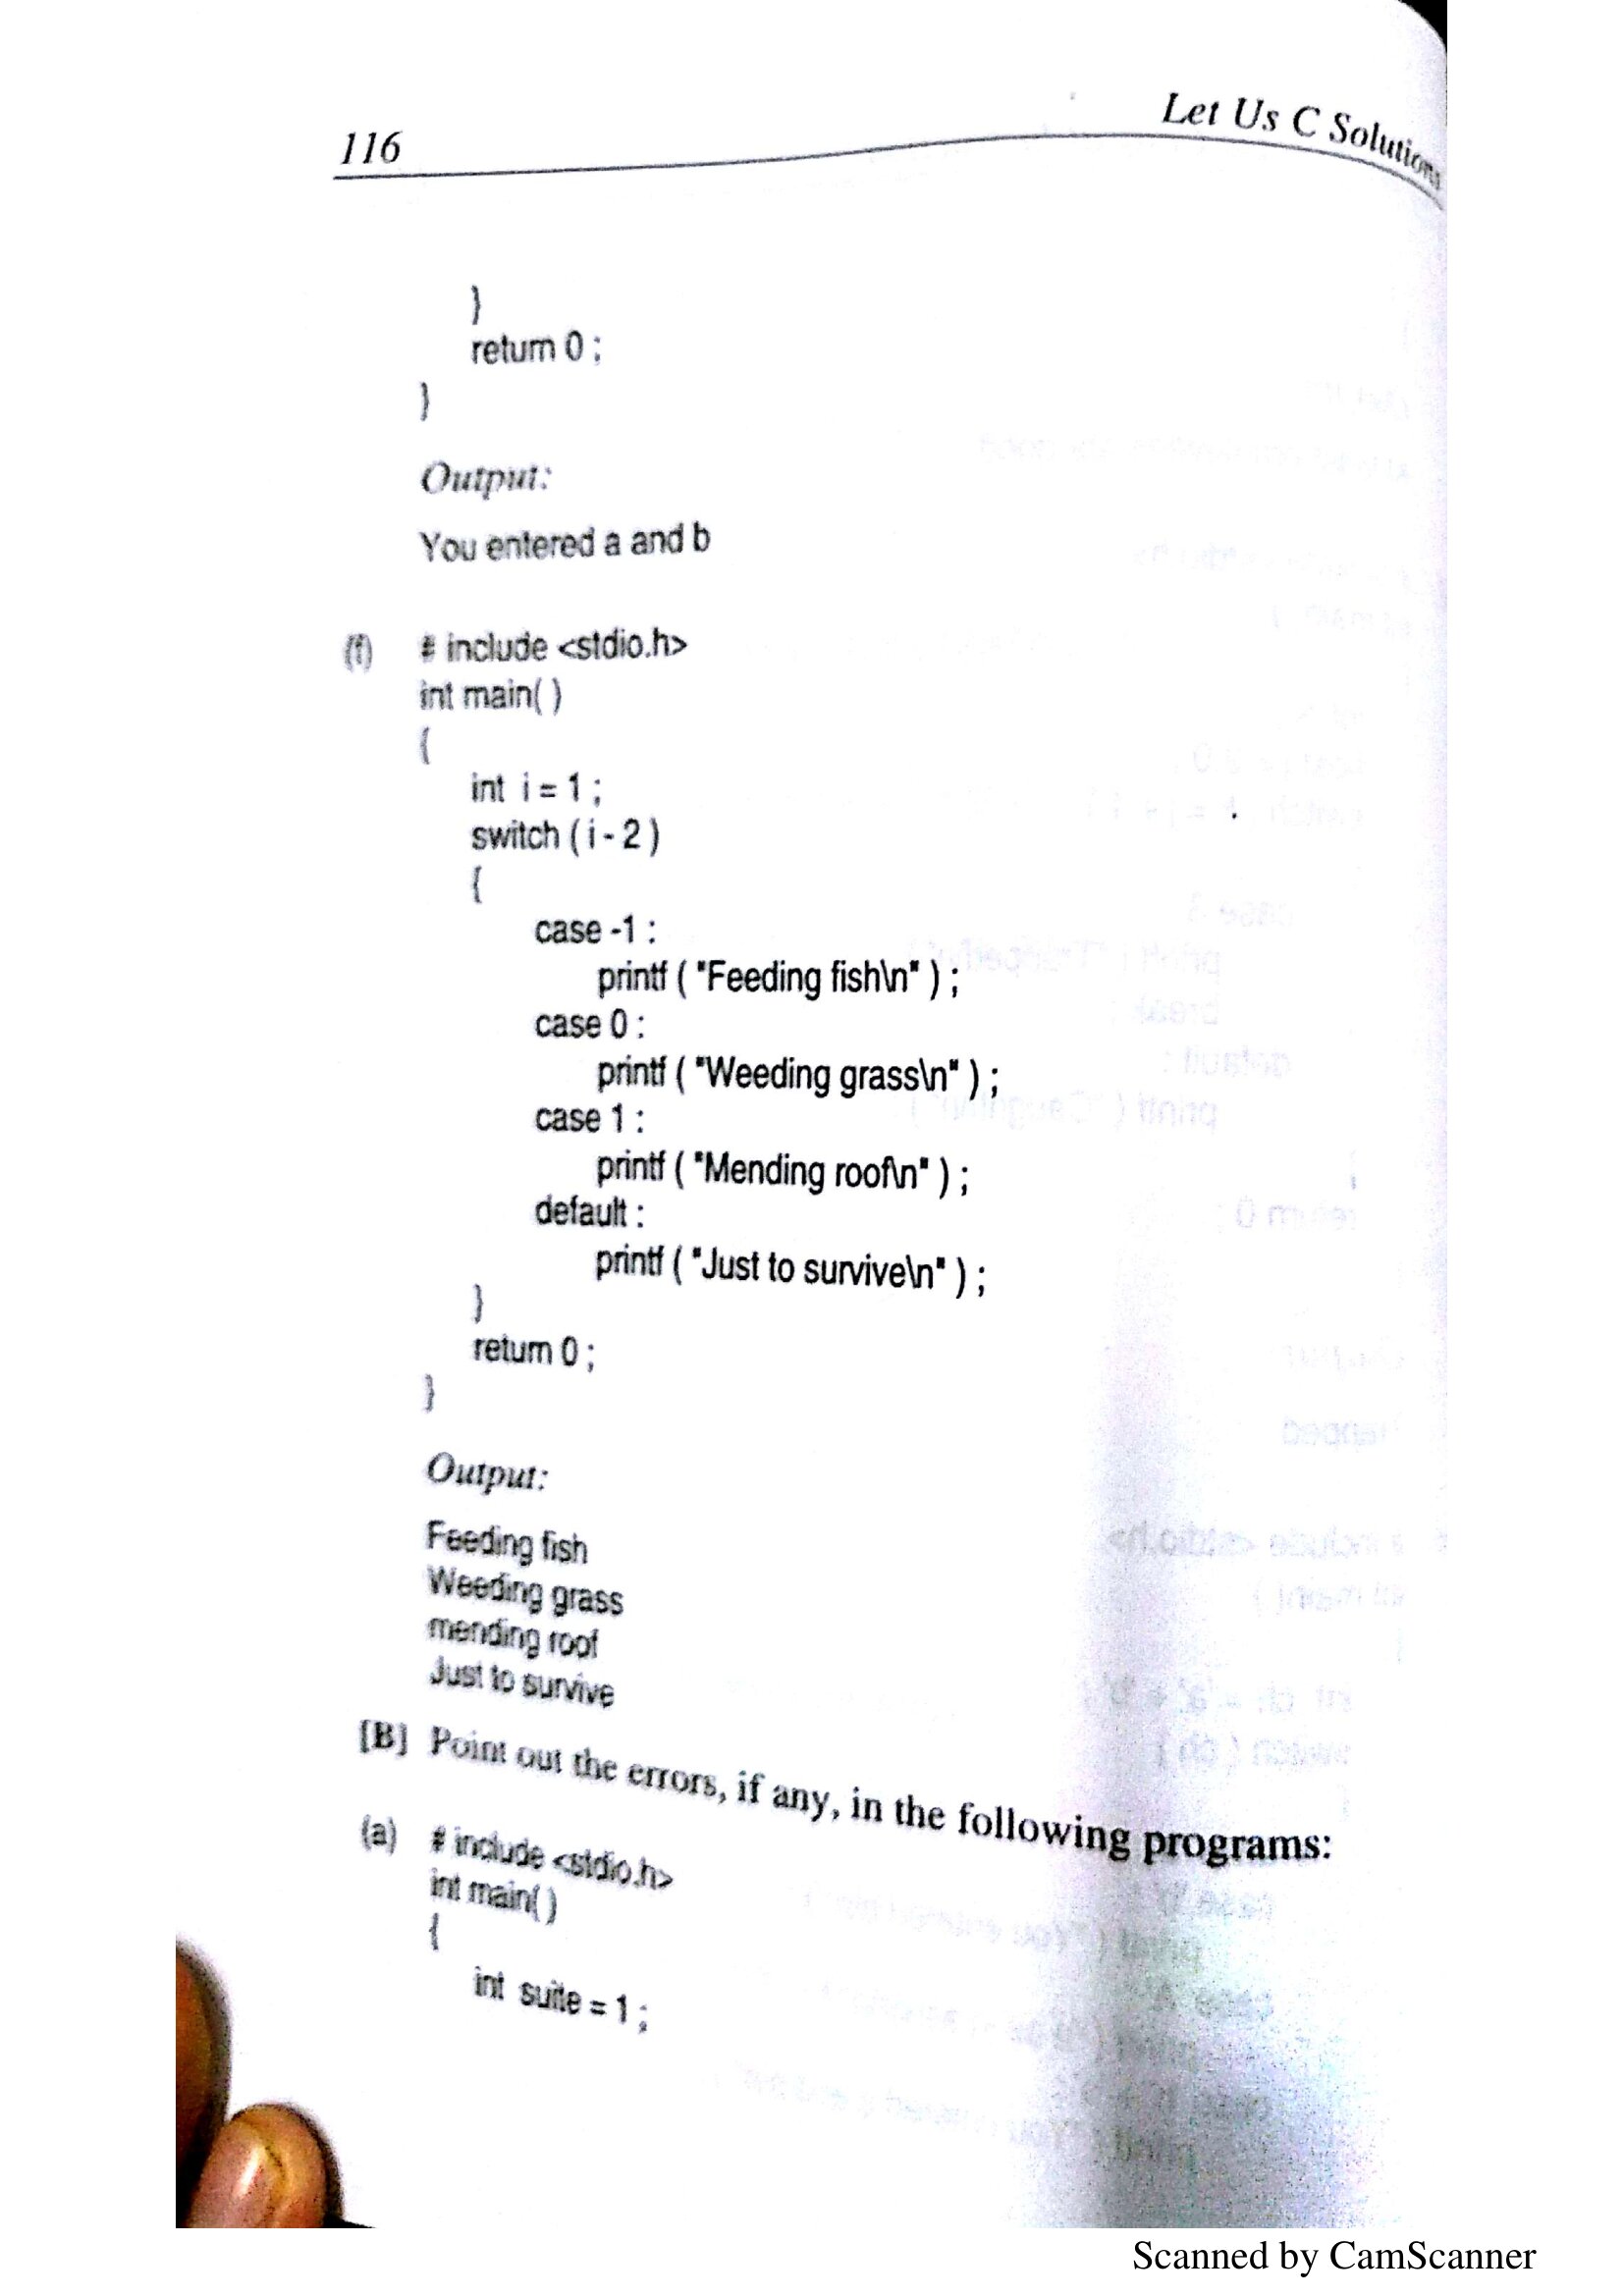 116
Let Us C Solutions
}
return 0 ;
}
Output:
You entered a and b
(f) # include <stdio.h>
int main( )
{
int i = 1 ;
switch ( i - 2 )
{
case -1 :
printf ( "Feeding fish\n" ) ;
case 0 :
printf ( "Weeding grass\n" ) ;
case 1 :
printf ( "Mending roof\n" ) ;
default :
printf ( "Just to survive\n" ) ;
}
return 0 ;
}
Output:
Feeding fish
Weeding grass
mending roof
Just to survive
[B] Point out the errors, if any, in the following programs:
(a) # include <stdio.h>
int main( )
{
int suite = 1 ;
Scanned by CamScanner